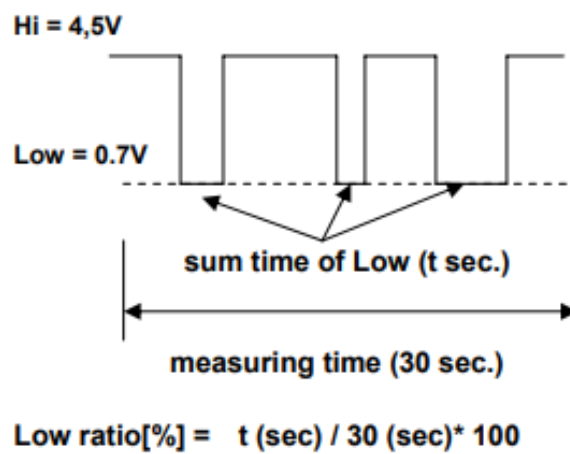 Hi = 4,5V
Low = 0.7V
sum time of Low (t sec.)
measuring time (30 sec.)
Low ratio[%] = t (sec) / 30 (sec)* 100